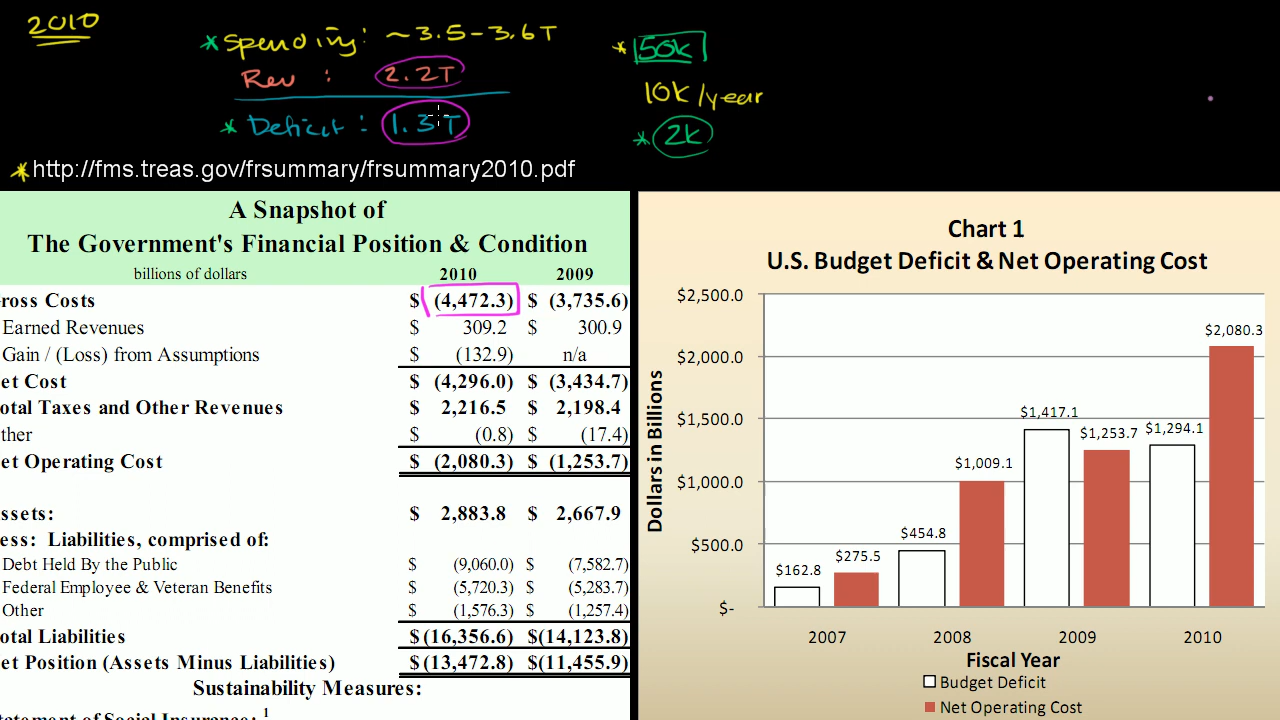 2010
* Spending: ~3.5-3.6T
Rev : 2.2T
* Deficit: 1.3T
* 50k
10k/year
* 2k
* http://fms.treas.gov/frsummary/frsummary2010.pdf
A Snapshot of
The Government's Financial Position & Condition
billions of dollars 2010 2009
ross Costs $ (4,472.3) $ (3,735.6)
Earned Revenues $ 309.2 $ 300.9
Gain / (Loss) from Assumptions $ (132.9) n/a
et Cost $ (4,296.0) $ (3,434.7)
otal Taxes and Other Revenues $ 2,216.5 $ 2,198.4
ther $ (0.8) $ (17.4)
et Operating Cost $ (2,080.3) $ (1,253.7)
ssets: $ 2,883.8 $ 2,667.9
ess: Liabilities, comprised of:
Debt Held By the Public $ (9,060.0) $ (7,582.7)
Federal Employee & Veteran Benefits $ (5,720.3) $ (5,283.7)
Other $ (1,576.3) $ (1,257.4)
otal Liabilities $ (16,356.6) $ (14,123.8)
et Position (Assets Minus Liabilities) $ (13,472.8) $ (11,455.9)
Sustainability Measures:
tatement of Social Insurance: 1
Chart 1
U.S. Budget Deficit & Net Operating Cost
Dollars in Billions
$2,500.0
$2,000.0
$1,500.0
$1,000.0
$500.0
$-
$162.8
$275.5
$454.8
$1,009.1
$1,417.1
$1,253.7
$1,294.1
$2,080.3
2007 2008 2009 2010
Fiscal Year
Budget Deficit
Net Operating Cost